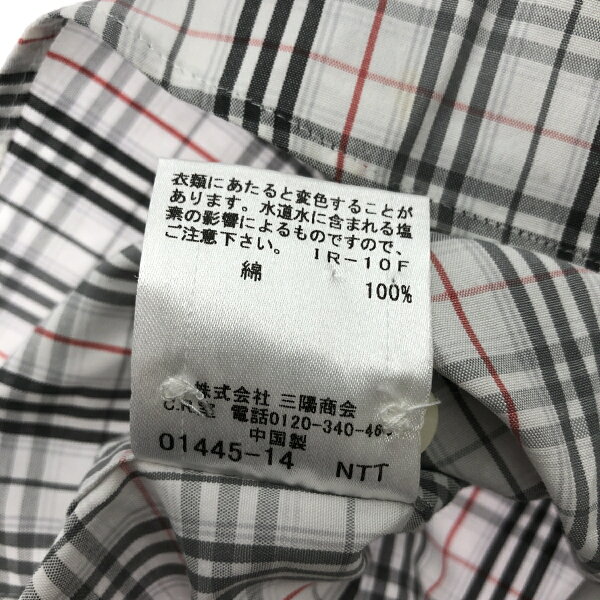 衣類にあたると変色することが
あります。水道水に含まれる塩
素の影響によるものですので、
ご注意下さい。 IR-10F
綿 100%
株式会社 三陽商会
電話0120-340-460
中国製
01445-14 NTT